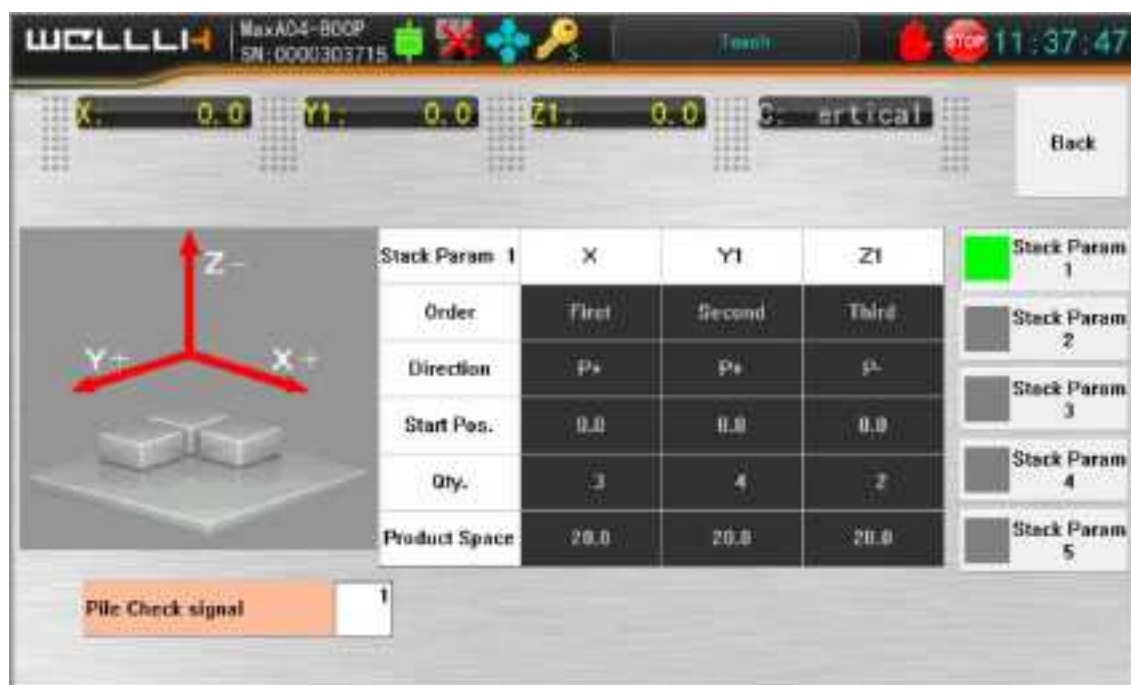 WELLLIH
MaxA04-BOOP
SN:0000303715
S
Teach
STOP
11:37:47
X: 0.0
Y1: 0.0
Z1: 0.0
C: ertical
Back
Z-
Y+
X+
Stack Param 1 X Y1 Z1
Order First Second Third
Direction P+ P+ P-
Start Pos. 0.0 0.0 0.0
Qty. 3 4 2
Product Space 20.0 20.0 20.0
Stack Param
1
Stack Param
2
Stack Param
3
Stack Param
4
Stack Param
5
Pile Check signal 1